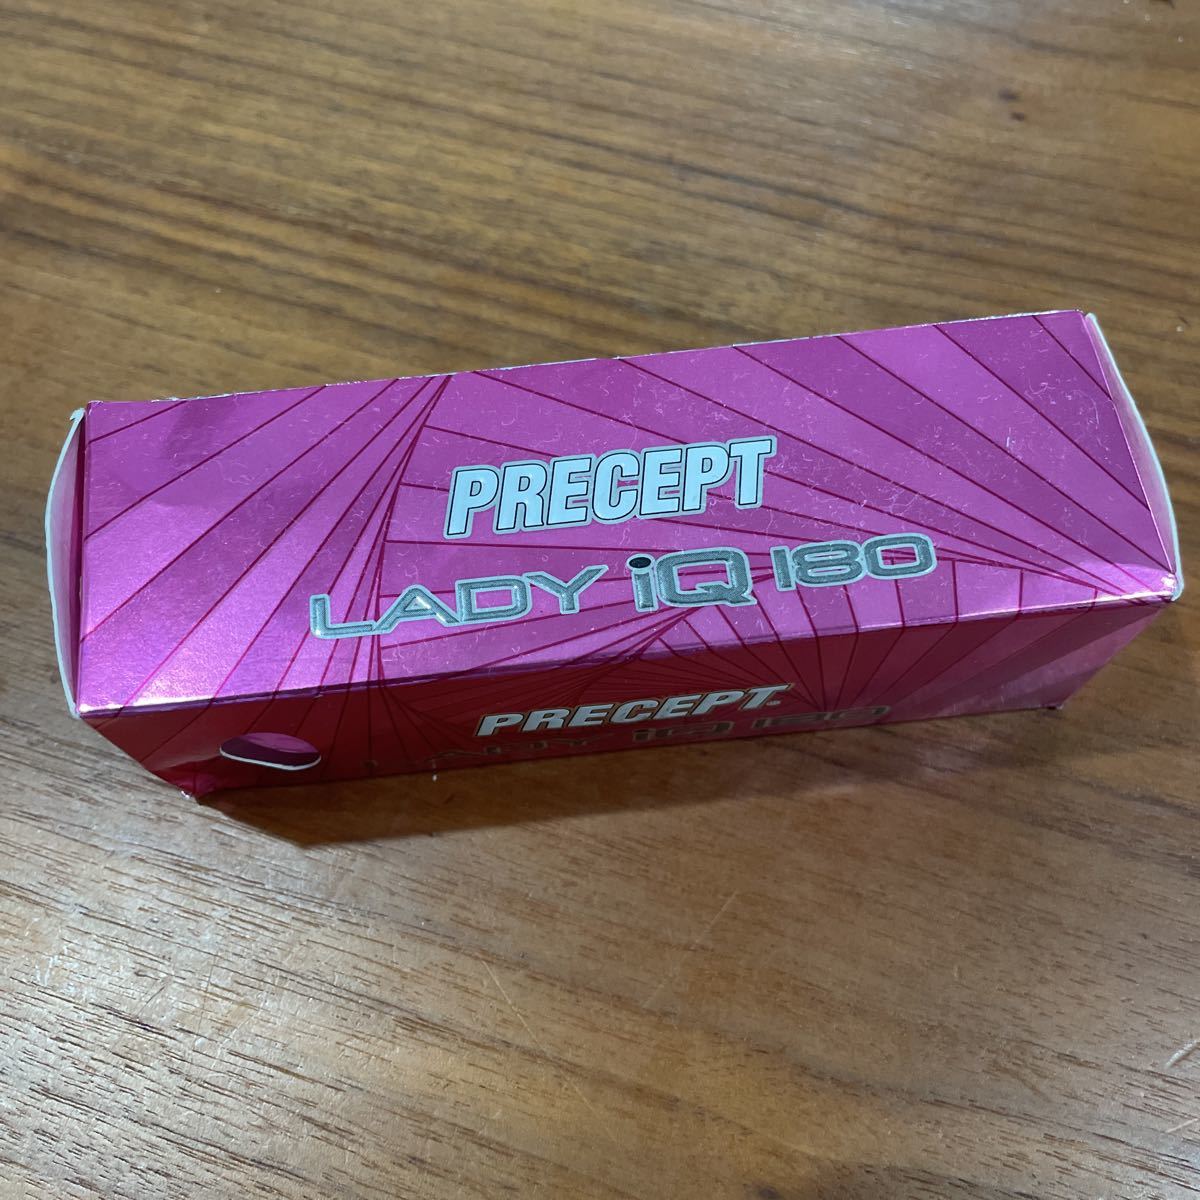 PRECEPT
LADY iQ 180
PRECEPT.
LADY iQ 180